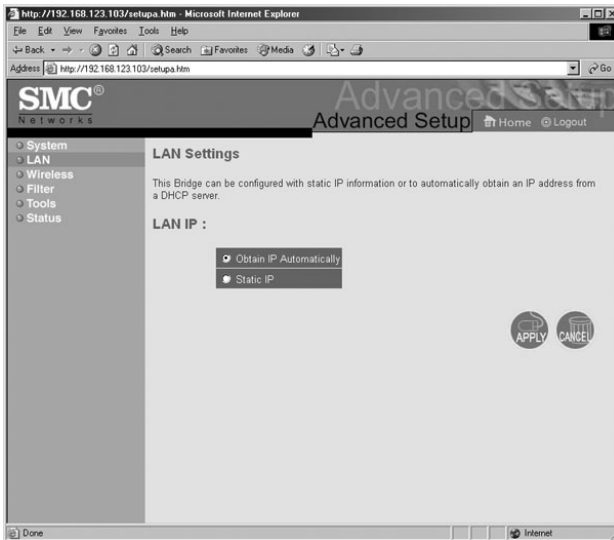 http://192.168.123.103/setupa.htm - Microsoft Internet Explorer
File Edit View Favorites Tools Help
Back Search Favorites Media
Address http://192.168.123.103/setupa.htm Go
SMC®
Networks
Advanced Setup
Advanced Setup Home Logout
System
LAN
Wireless
Filter
Tools
Status
LAN Settings
This Bridge can be configured with static IP information or to automatically obtain an IP address from
a DHCP server.
LAN IP :
Obtain IP Automatically
Static IP
APPLY CANCEL
Done Internet